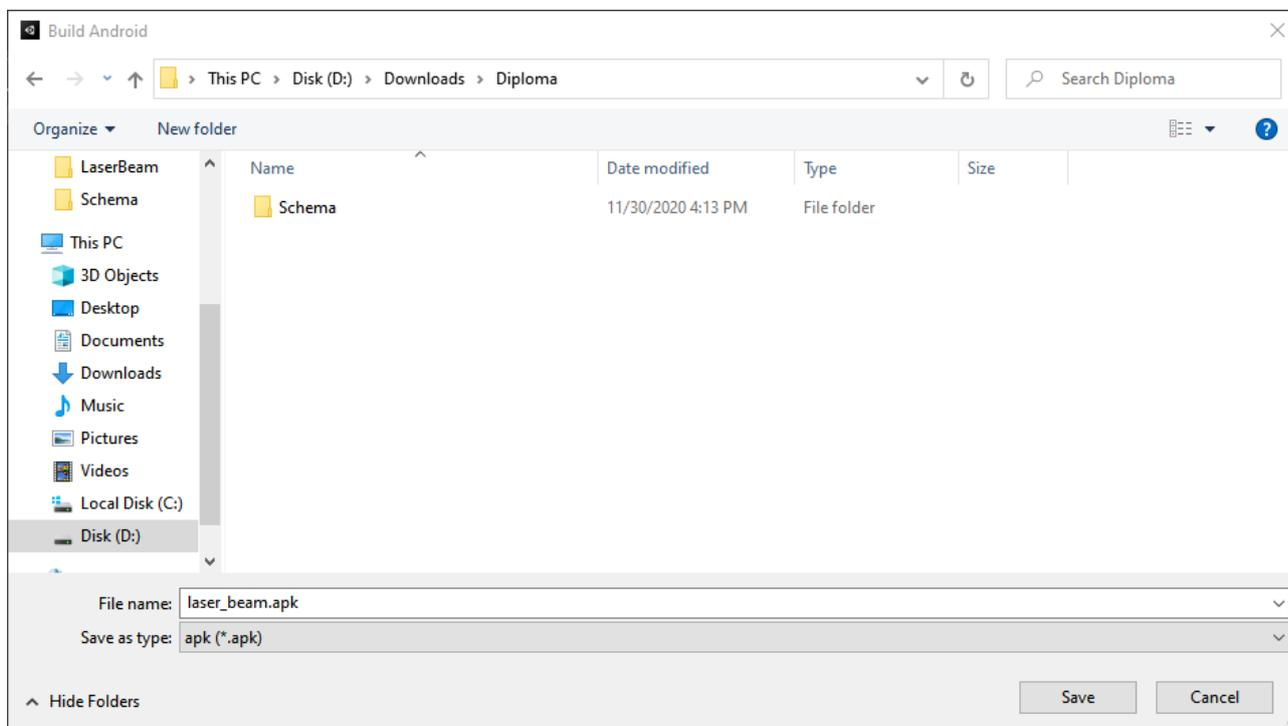 Build Android
This PC > Disk (D:) > Downloads > Diploma
Search Diploma
Organize
New folder
LaserBeam
Schema
This PC
3D Objects
Desktop
Documents
Downloads
Music
Pictures
Videos
Local Disk (C:)
Disk (D:)
Name
Date modified
Type
Size
Schema
11/30/2020 4:13 PM
File folder
File name: laser_beam.apk
Save as type: apk (*.apk)
Hide Folders
Save
Cancel